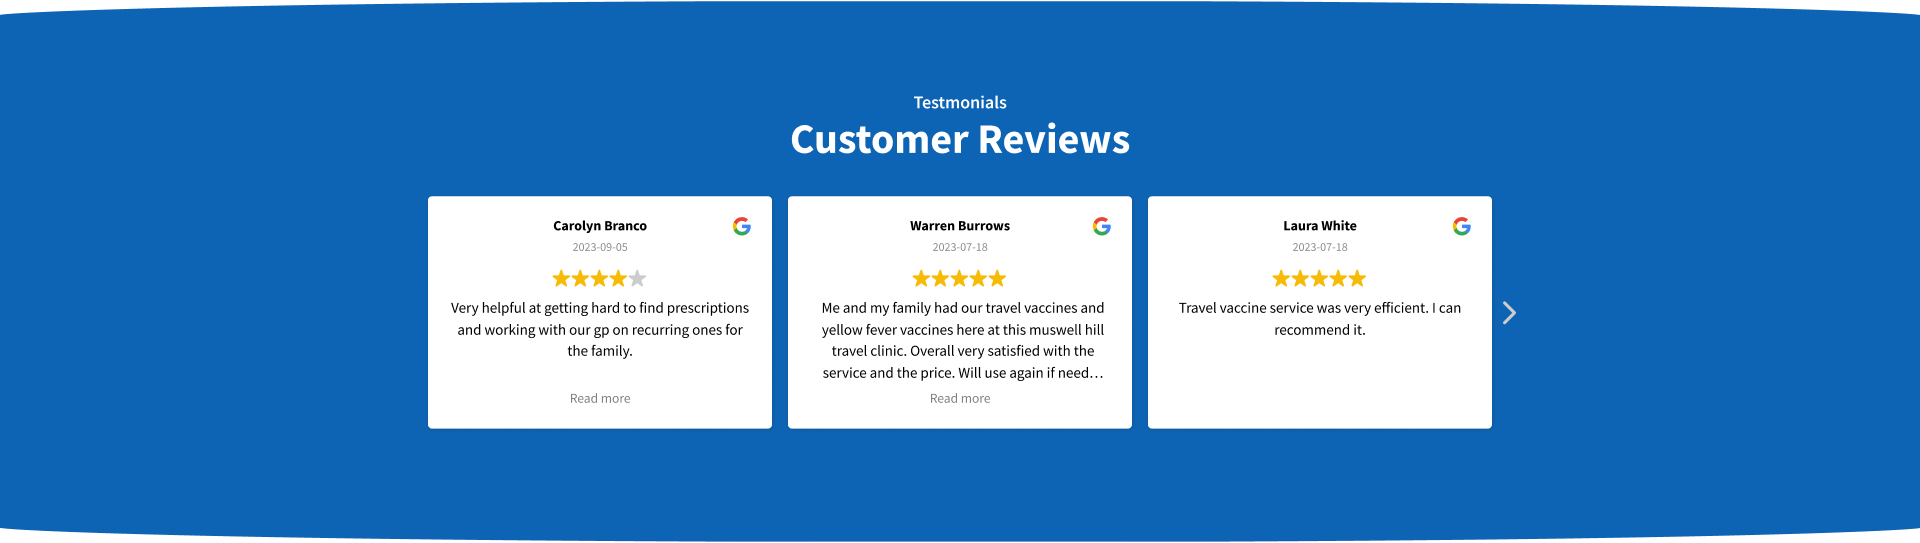 Testmonials
Customer Reviews
Carolyn Branco
2023-09-05
Very helpful at getting hard to find prescriptions
and working with our gp on recurring ones for
the family.
Read more
Warren Burrows
2023-07-18
Me and my family had our travel vaccines and
yellow fever vaccines here at this muswell hill
travel clinic. Overall very satisfied with the
service and the price. Will use again if need…
Read more
Laura White
2023-07-18
Travel vaccine service was very efficient. I can
recommend it.